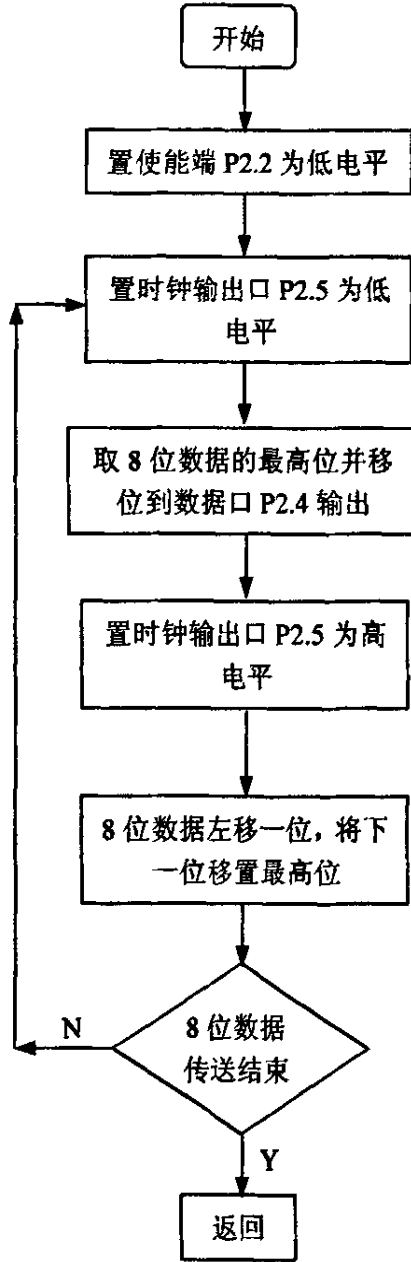 开始
置使能端 P2.2 为低电平
置时钟输出口 P2.5 为低
电平
取 8 位数据的最高位并移
位到数据口 P2.4 输出
置时钟输出口 P2.5 为高
电平
8 位数据左移一位，将下
一位移置最高位
N
8 位数据
传送结束
Y
返回